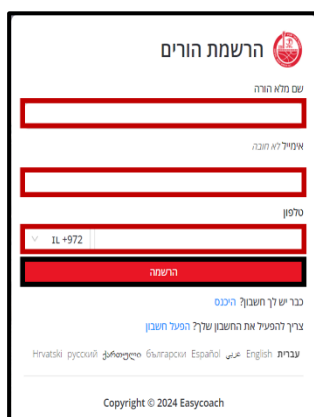 הרשמת הורים
שם מלא הורה
אימייל לא חובה
טלפון
IL +972
הרשמה
כבר יש לך חשבון? היכנס
צריך להפעיל את החשבון שלך? הפעל חשבון
עברית English عربي Español български ქართული русский Hrvatski
Copyright © 2024 Easycoach